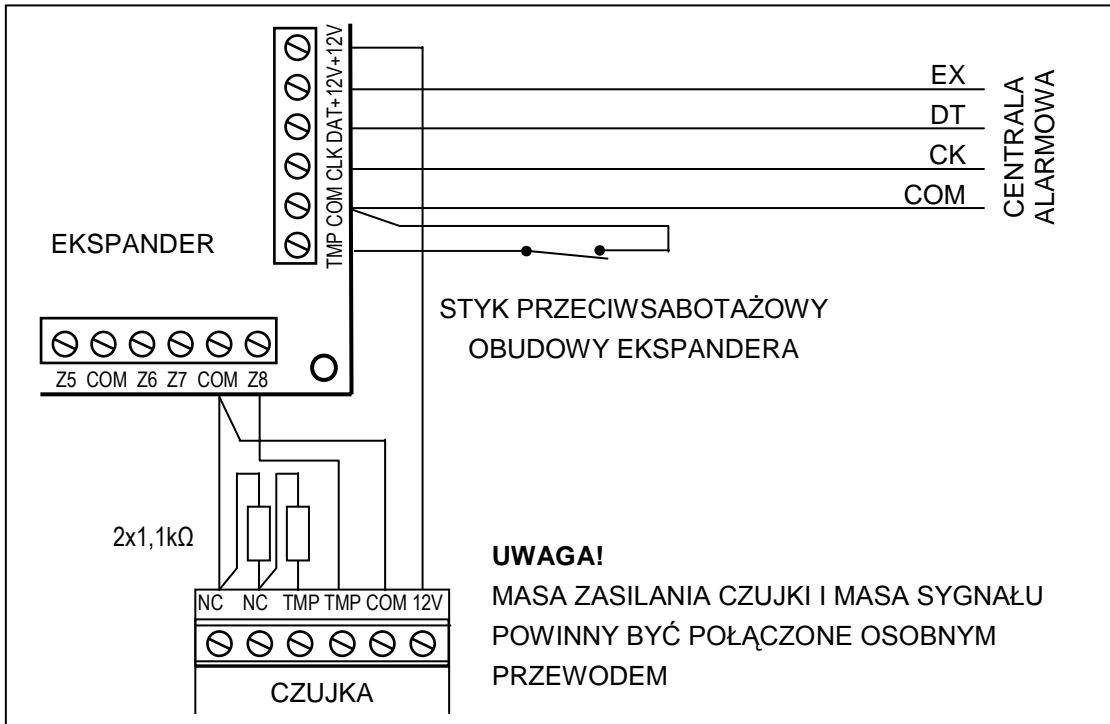 +12V
+12V
DAT
CLK
COM
TMP
EX
DT
CK
COM
CENTRALA
ALARMOWA
EKSPANDER
STYK PRZECIWSABOTAŻOWY
OBUDOWY EKSPANDERA
Z5 COM Z6 Z7 COM Z8
2x1,1kΩ
UWAGA!
MASA ZASILANIA CZUJKI I MASA SYGNAŁU
POWINNY BYĆ POŁĄCZONE OSOBNYM
PRZEWODEM
NC NC TMP TMP COM 12V
CZUJKA